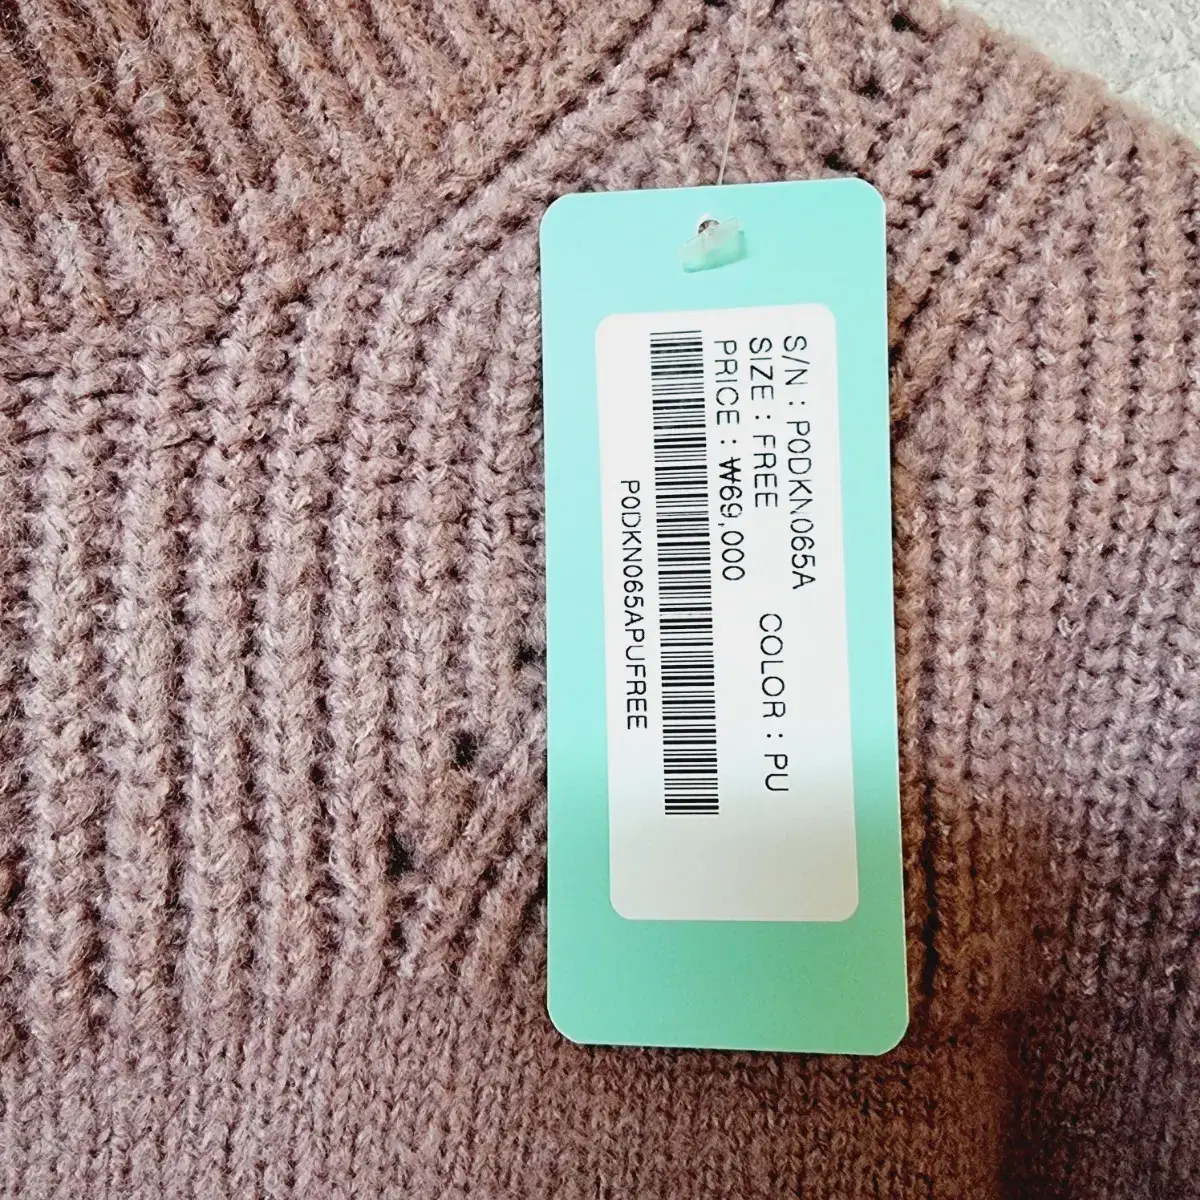 S/N : P0DKN065A
SIZE : FREE COLOR : PU
PRICE : ₩69,000
P0DKN065APUFREE